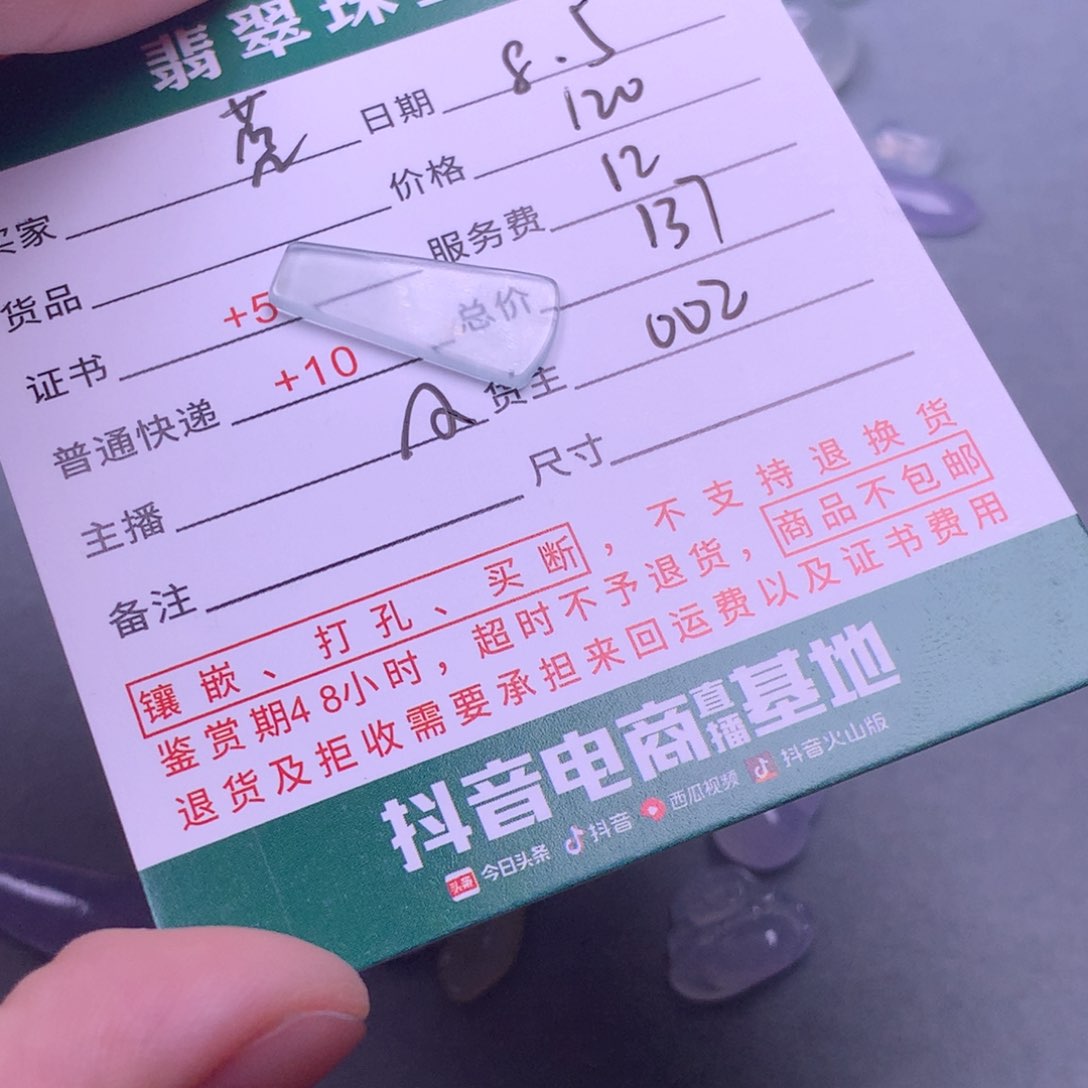 翡翠珠
买家 莞 日期 8.5
货品 价格 120
证书 +5 服务费 12
普通快递 +10 总价 137
主播 a 货主 002
备注 尺寸
镶嵌、打孔、买断，不支持退换货
鉴赏期48小时，超时不予退货，商品不包邮
退货及拒收需要承担来回运费以及证书费用
抖音电商直播基地
头条 今日头条 抖音 西瓜视频 抖音火山版